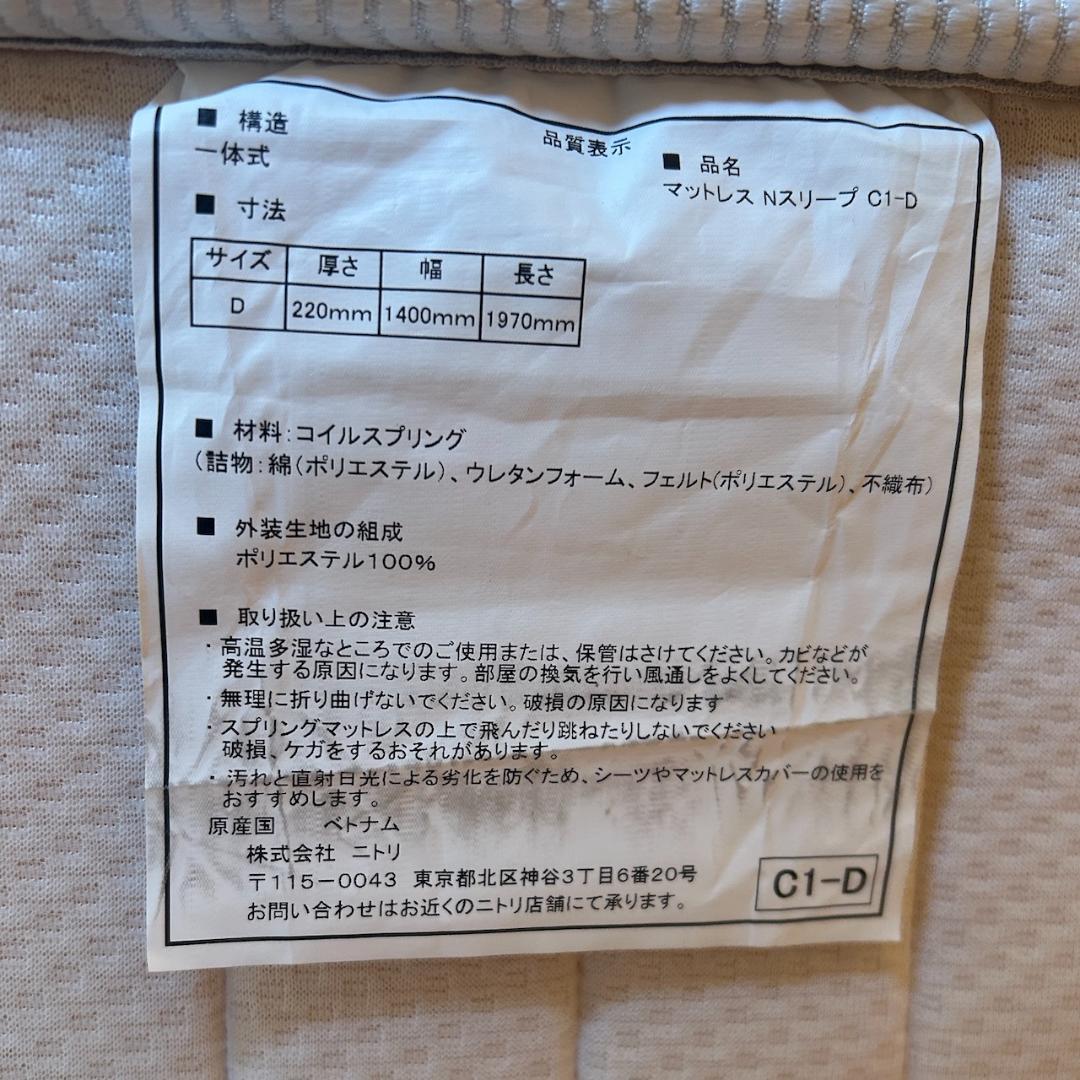 品質表示
■ 構造
一体式
■ 品名
マットレス Nスリープ C1-D
■ 寸法
サイズ 厚さ 幅 長さ
D 220mm 1400mm 1970mm
■ 材料:コイルスプリング
(詰物:綿(ポリエステル)、ウレタンフォーム、フェルト(ポリエステル)、不織布)
■ 外装生地の組成
ポリエステル100%
■ 取り扱い上の注意
・高温多湿なところでのご使用または、保管はさけてください。カビなどが
発生する原因になります。部屋の換気を行い風通しをよくしてください。
・無理に折り曲げないでください。破損の原因になります
・スプリングマットレスの上で飛んだり跳ねたりしないでください
破損、ケガをするおそれがあります。
・汚れと直射日光による劣化を防ぐため、シーツやマットレスカバーの使用を
おすすめします。
原産国 ベトナム
株式会社 ニトリ
〒115-0043 東京都北区神谷3丁目6番20号
お問い合わせはお近くのニトリ店舗にて承ります。
C1-D